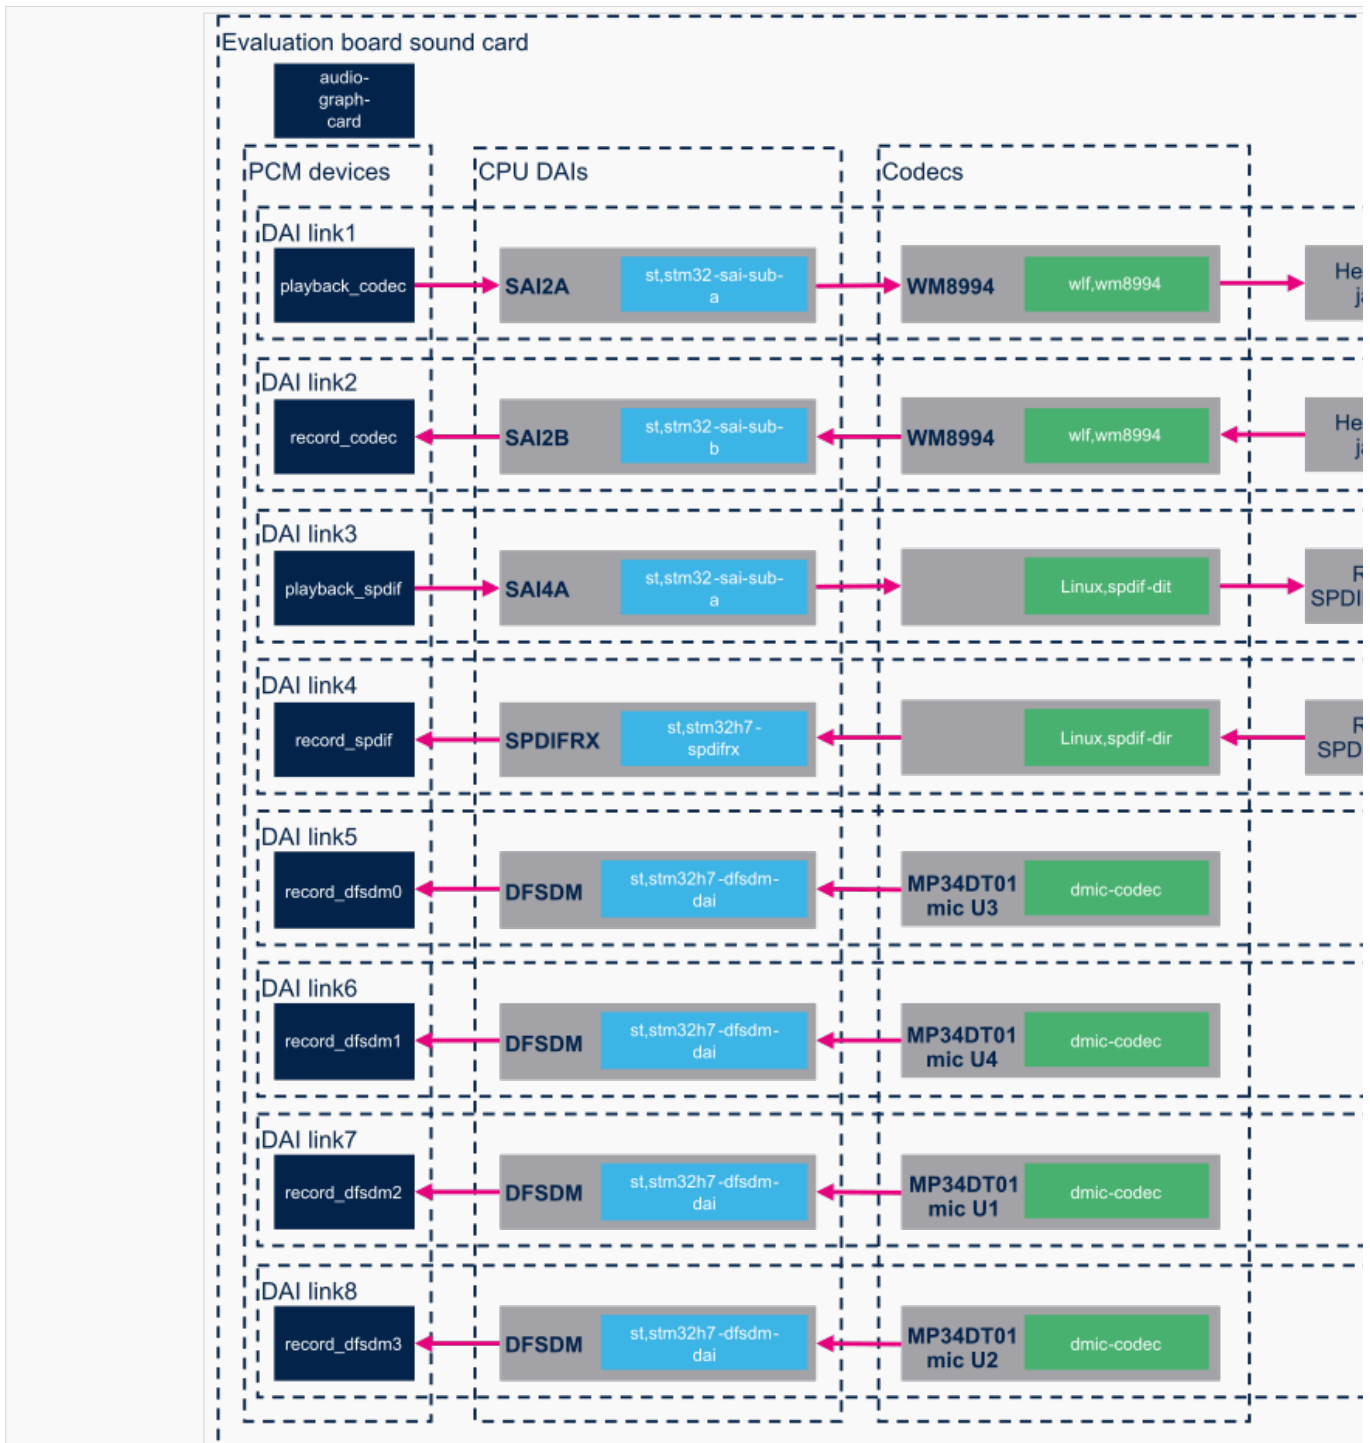 Evaluation board sound card
audio-
graph-
card
PCM devices
CPU DAIs
Codecs
DAI link1
playback_codec
SAI2A
st,stm32-sai-sub-
a
WM8994
wlf,wm8994
DAI link2
record_codec
SAI2B
st,stm32-sai-sub-
b
WM8994
wlf,wm8994
DAI link3
playback_spdif
SAI4A
st,stm32-sai-sub-
a
Linux,spdif-dit
DAI link4
record_spdif
SPDIFRX
st,stm32h7-
spdifrx
Linux,spdif-dir
DAI link5
record_dfsdm0
DFSDM
st,stm32h7-dfsdm-
dai
MP34DT01
mic U3
dmic-codec
DAI link6
record_dfsdm1
DFSDM
st,stm32h7-dfsdm-
dai
MP34DT01
mic U4
dmic-codec
DAI link7
record_dfsdm2
DFSDM
st,stm32h7-dfsdm-
dai
MP34DT01
mic U1
dmic-codec
DAI link8
record_dfsdm3
DFSDM
st,stm32h7-dfsdm-
dai
MP34DT01
mic U2
dmic-codec